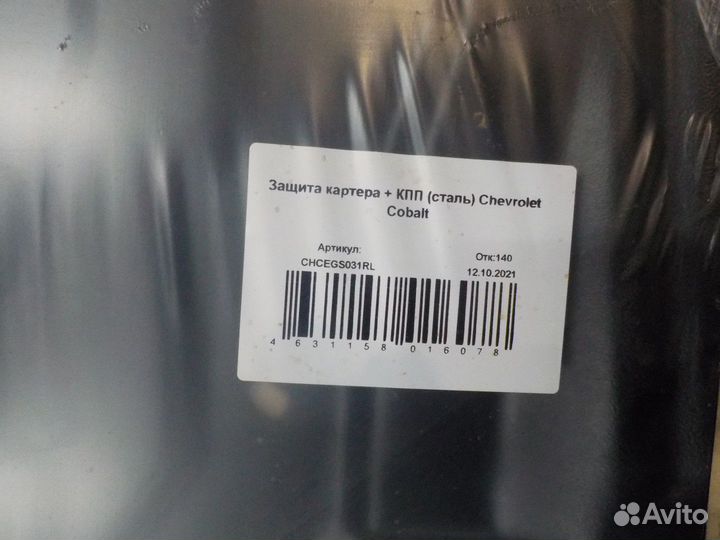 Защита картера + КПП (сталь) Chevrolet
Cobalt
Артикул:
CHCEGS031RL
Отк:140
12.10.2021
4 631158 016078
Avito